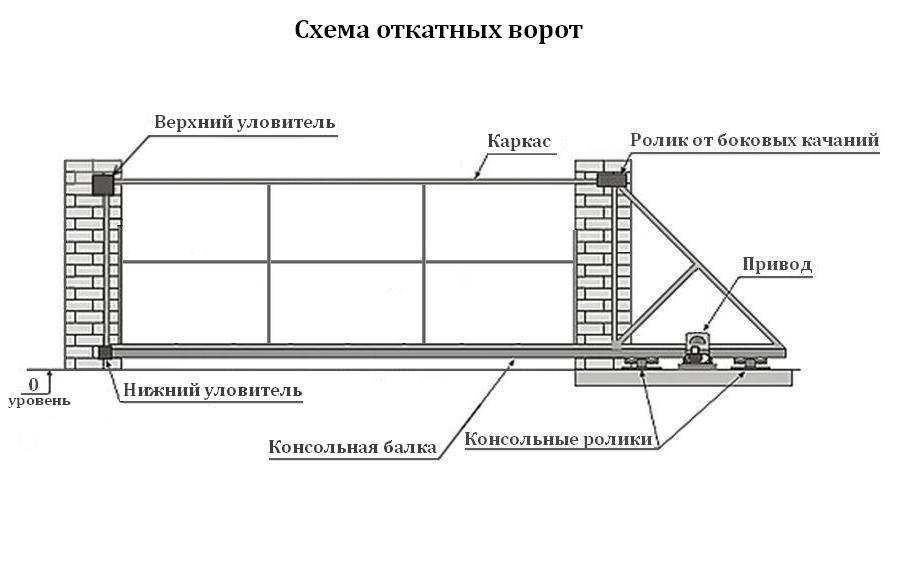 Схема откатных ворот
Верхний уловитель
Каркас
Ролик от боковых качаний
Привод
0
уровень
Нижний уловитель
Консольная балка
Консольные ролики